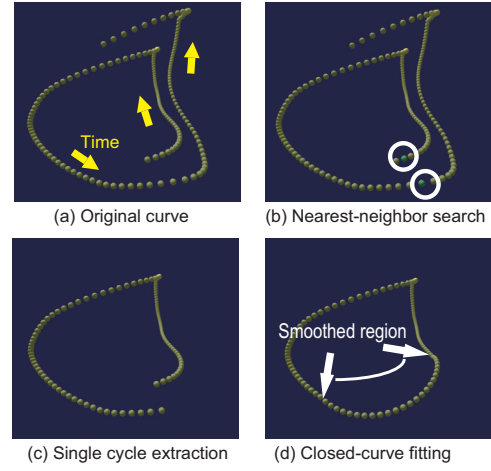 Time
(a) Original curve
(b) Nearest-neighbor search
Smoothed region
(c) Single cycle extraction
(d) Closed-curve fitting